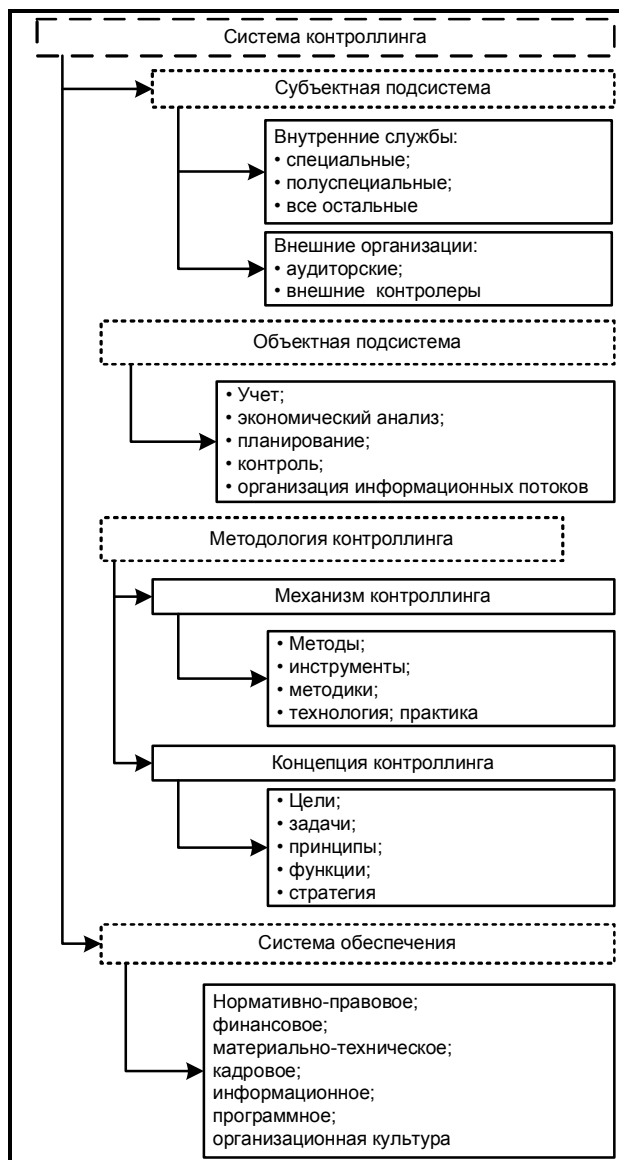 Система контроллинга
Субъектная подсистема
Внутренние службы:
• специальные;
• полуспециальные;
• все остальные
Внешние организации:
• аудиторские;
• внешние контролеры
Объектная подсистема
• Учет;
• экономический анализ;
• планирование;
• контроль;
• организация информационных потоков
Методология контроллинга
Механизм контроллинга
• Методы;
• инструменты;
• методики;
• технология; практика
Концепция контроллинга
• Цели;
• задачи;
• принципы;
• функции;
• стратегия
Система обеспечения
Нормативно-правовое;
финансовое;
материально-техническое;
кадровое;
информационное;
программное;
организационная культура